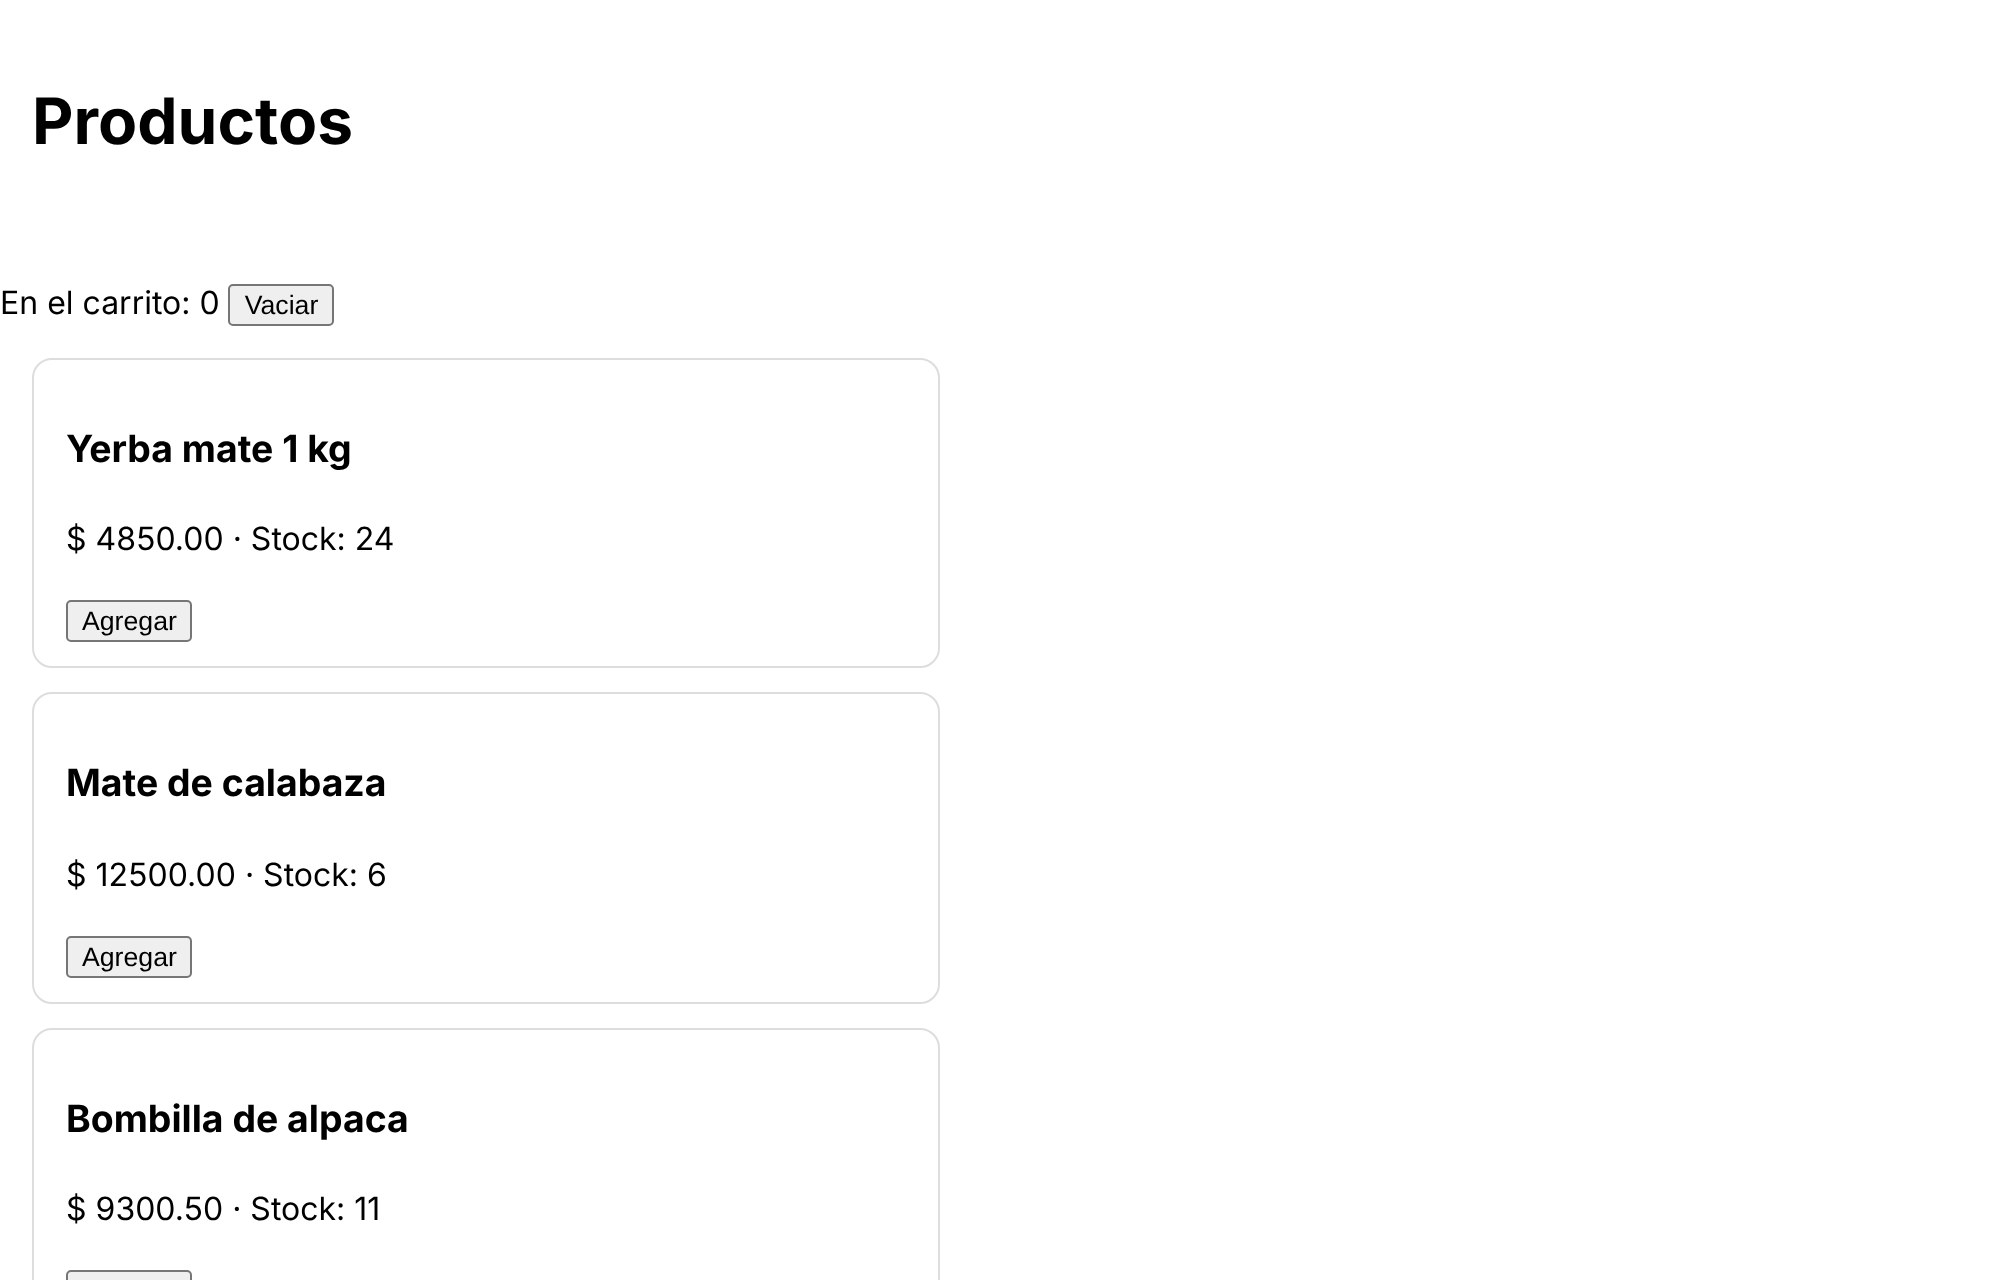 Productos
En el carrito: 0 Vaciar
Yerba mate 1 kg
$ 4850.00 · Stock: 24
Agregar
Mate de calabaza
$ 12500.00 · Stock: 6
Agregar
Bombilla de alpaca
$ 9300.50 · Stock: 11